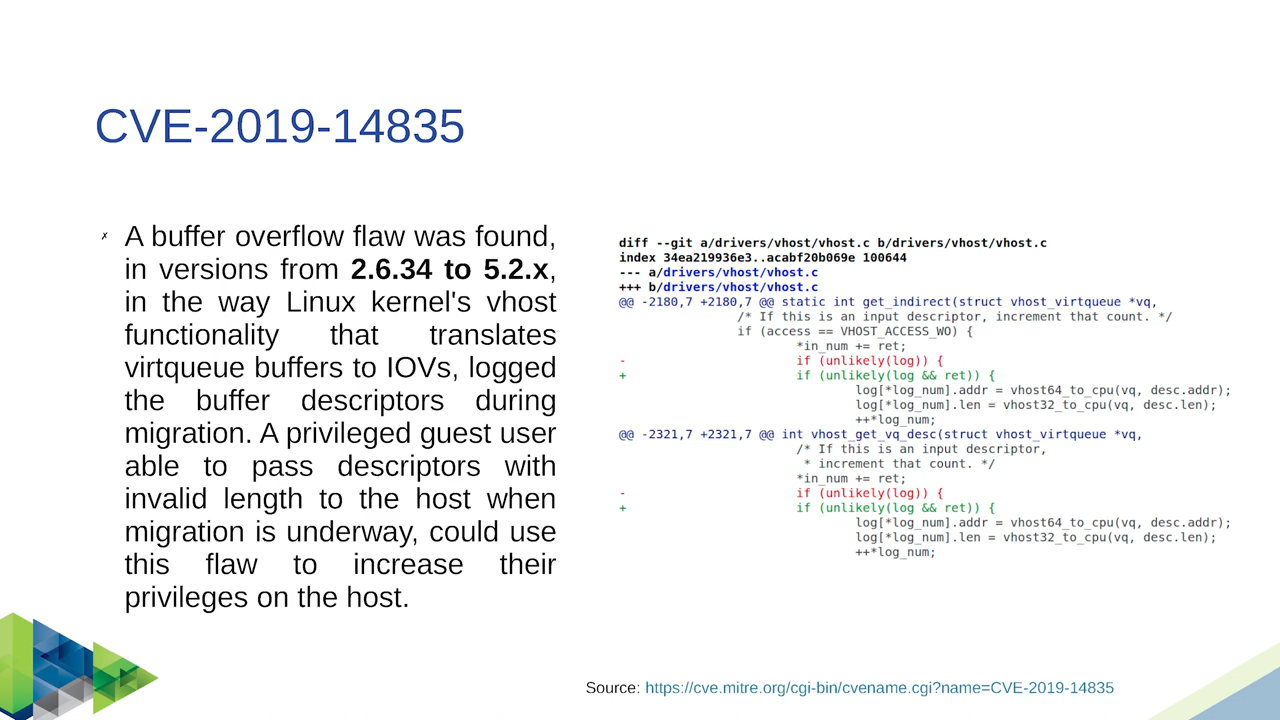 CVE-2019-14835
✗ A buffer overflow flaw was found,
in versions from 2.6.34 to 5.2.x,
in the way Linux kernel's vhost
functionality that translates
virtqueue buffers to IOVs, logged
the buffer descriptors during
migration. A privileged guest user
able to pass descriptors with
invalid length to the host when
migration is underway, could use
this flaw to increase their
privileges on the host.
diff --git a/drivers/vhost/vhost.c b/drivers/vhost/vhost.c
index 34ea219936e3..acabf20b069e 100644
--- a/drivers/vhost/vhost.c
+++ b/drivers/vhost/vhost.c
@@ -2180,7 +2180,7 @@ static int get_indirect(struct vhost_virtqueue *vq,
/* If this is an input descriptor, increment that count. */
if (access == VHOST_ACCESS_WO) {
*in_num += ret;
- if (unlikely(log)) {
+ if (unlikely(log && ret)) {
log[*log_num].addr = vhost64_to_cpu(vq, desc.addr);
log[*log_num].len = vhost32_to_cpu(vq, desc.len);
++*log_num;
@@ -2321,7 +2321,7 @@ int vhost_get_vq_desc(struct vhost_virtqueue *vq,
/* If this is an input descriptor,
* increment that count. */
*in_num += ret;
- if (unlikely(log)) {
+ if (unlikely(log && ret)) {
log[*log_num].addr = vhost64_to_cpu(vq, desc.addr);
log[*log_num].len = vhost32_to_cpu(vq, desc.len);
++*log_num;
Source: https://cve.mitre.org/cgi-bin/cvename.cgi?name=CVE-2019-14835